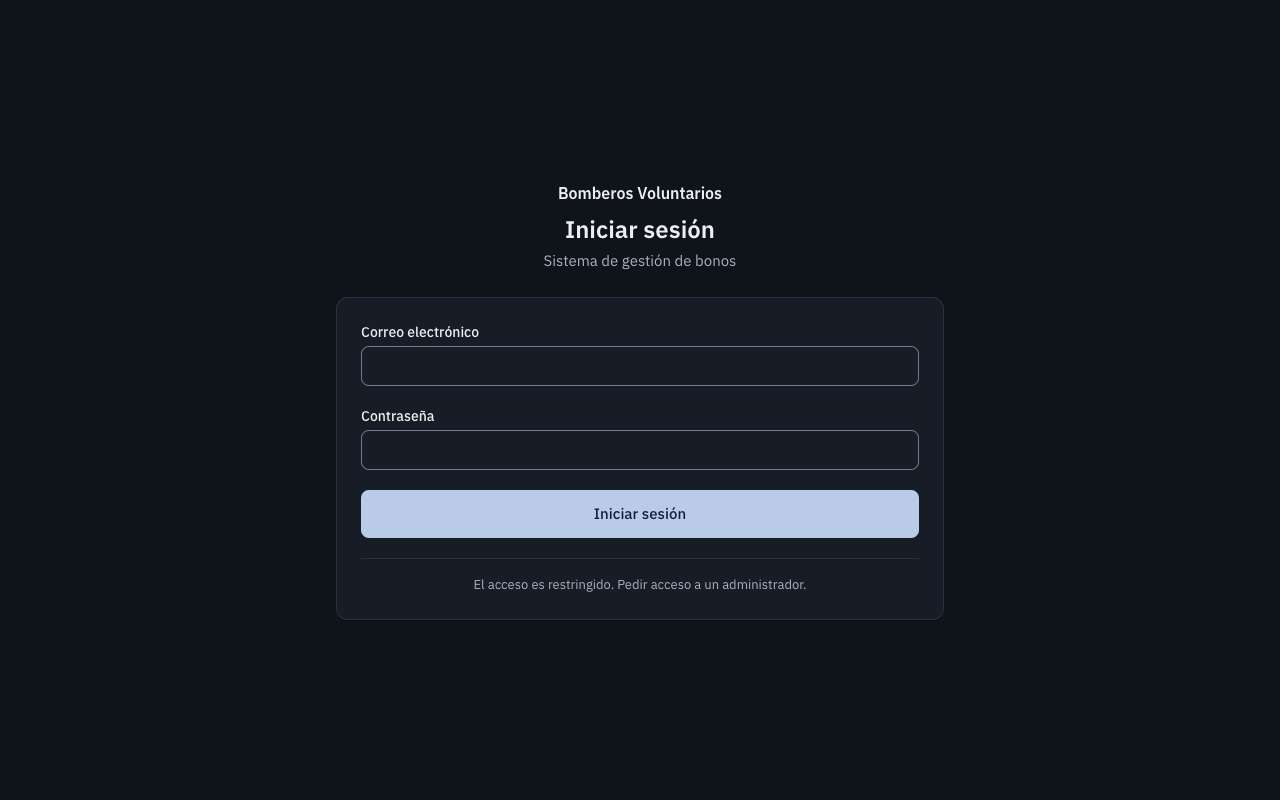 Bomberos Voluntarios
Iniciar sesión
Sistema de gestión de bonos
Correo electrónico
Contraseña
Iniciar sesión
El acceso es restringido. Pedir acceso a un administrador.